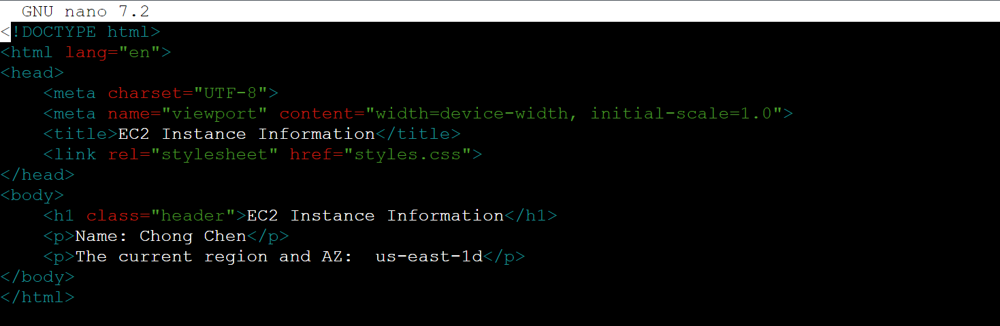 GNU nano 7.2
<!DOCTYPE html>
<html lang="en">
<head>
    <meta charset="UTF-8">
    <meta name="viewport" content="width=device-width, initial-scale=1.0">
    <title>EC2 Instance Information</title>
    <link rel="stylesheet" href="styles.css">
</head>
<body>
    <h1 class="header">EC2 Instance Information</h1>
    <p>Name: Chong Chen</p>
    <p>The current region and AZ:  us-east-1d</p>
</body>
</html>